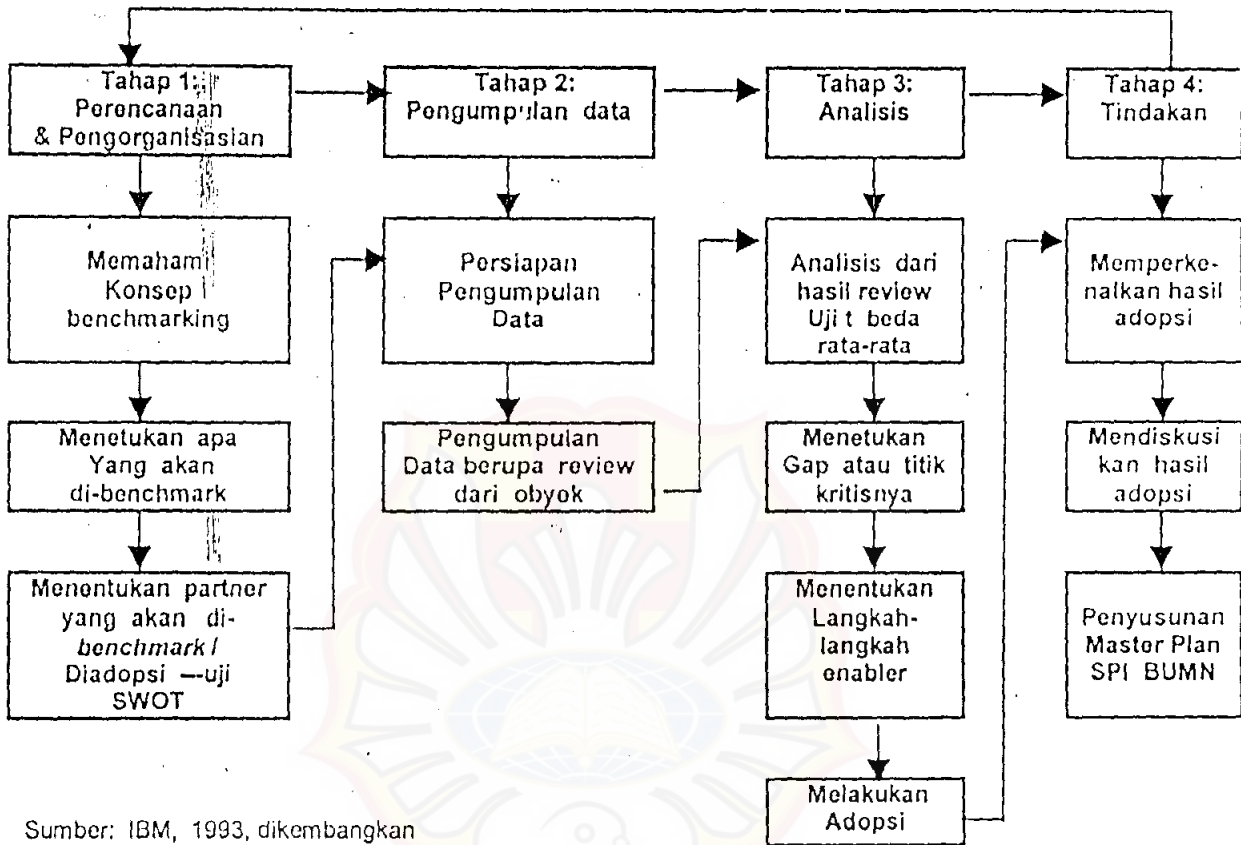 Tahap 1:
Perencanaan
& Pengorganisasian
Tahap 2:
Pengumpulan data
Tahap 3:
Analisis
Tahap 4:
Tindakan
Memahami
Konsep
benchmarking
Persiapan
Pengumpulan
Data
Analisis dari
hasil review
Uji t beda
rata-rata
Memperke-
nalkan hasil
adopsi
Menetukan apa
Yang akan
di-benchmark
Pengumpulan
Data berupa review
dari obyek
Menetukan
Gap atau titik
kritisnya
Mendiskusi
kan hasil
adopsi
Menentukan partner
yang akan di-
benchmark /
Diadopsi —uji
SWOT
Menentukan
Langkah-
langkah
enabler
Penyusunan
Master Plan
SPI BUMN
Melakukan
Adopsi
Sumber: IBM, 1993, dikembangkan